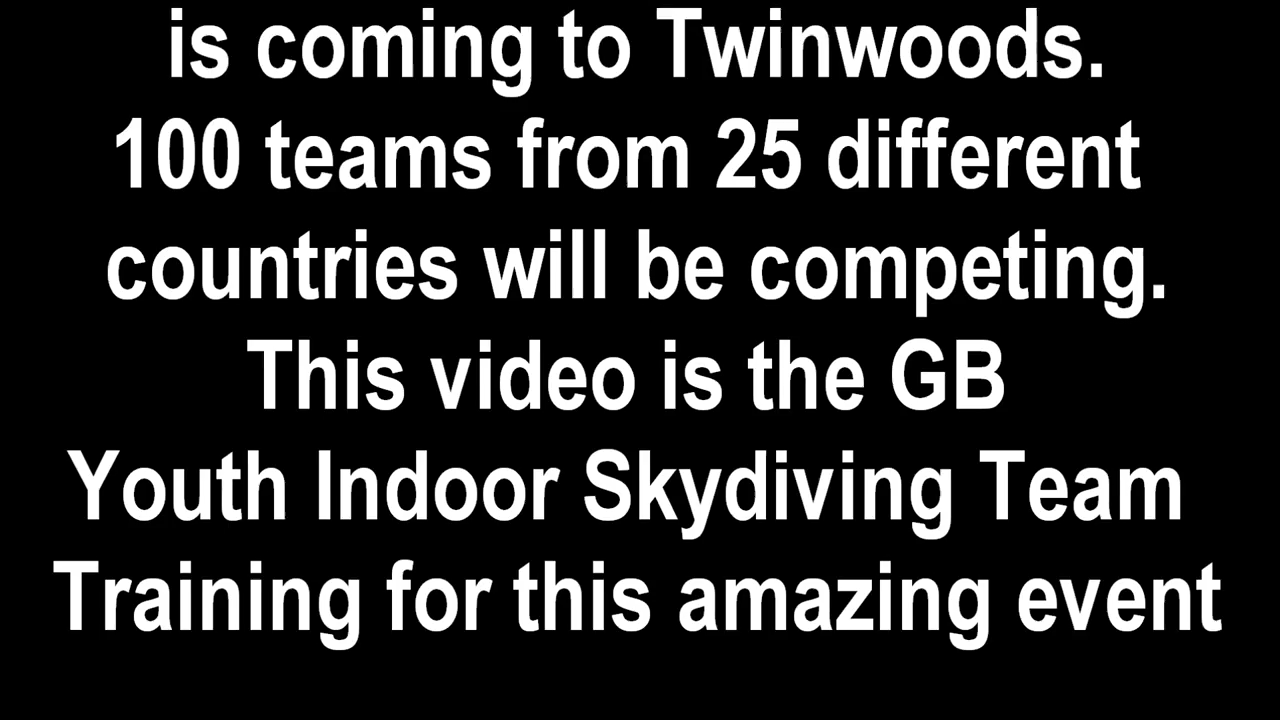 is coming to Twinwoods.
100 teams from 25 different
countries will be competing.
This video is the GB
Youth Indoor Skydiving Team
Training for this amazing event